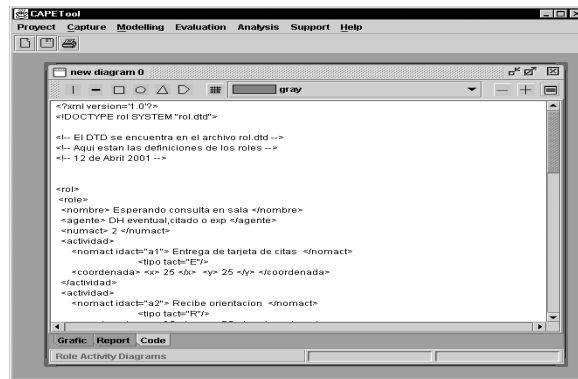 CAPETool
Proyect Capture Modelling Evaluation Analysis Support Help
new diagram 0
gray
<?xml version="1.0"?>
<!DOCTYPE rol SYSTEM "rol.dtd">
<!-- El DTD se encuentra en el archivo rol.dtd -->
<!-- Aqui estan las definiciones de los roles -->
<!-- 12 de Abril 2001 -->
<rol>
<role>
<nombre> Esperando consulta en sala </nombre>
<agente> DH eventual,citado o exp </agente>
<numact> 2 </numact>
<actividad>
<nomact idact="a1"> Entrega de tarjeta de citas </nomact>
<tipo tact="E"/>
<coordenada> <x> 25 </x> <y> 25 </y> </coordenada>
</actividad>
<actividad>
<nomact idact="a2"> Recibe orientacion </nomact>
<tipo tact="R"/>
Grafic Report Code
Role Activity Diagrams